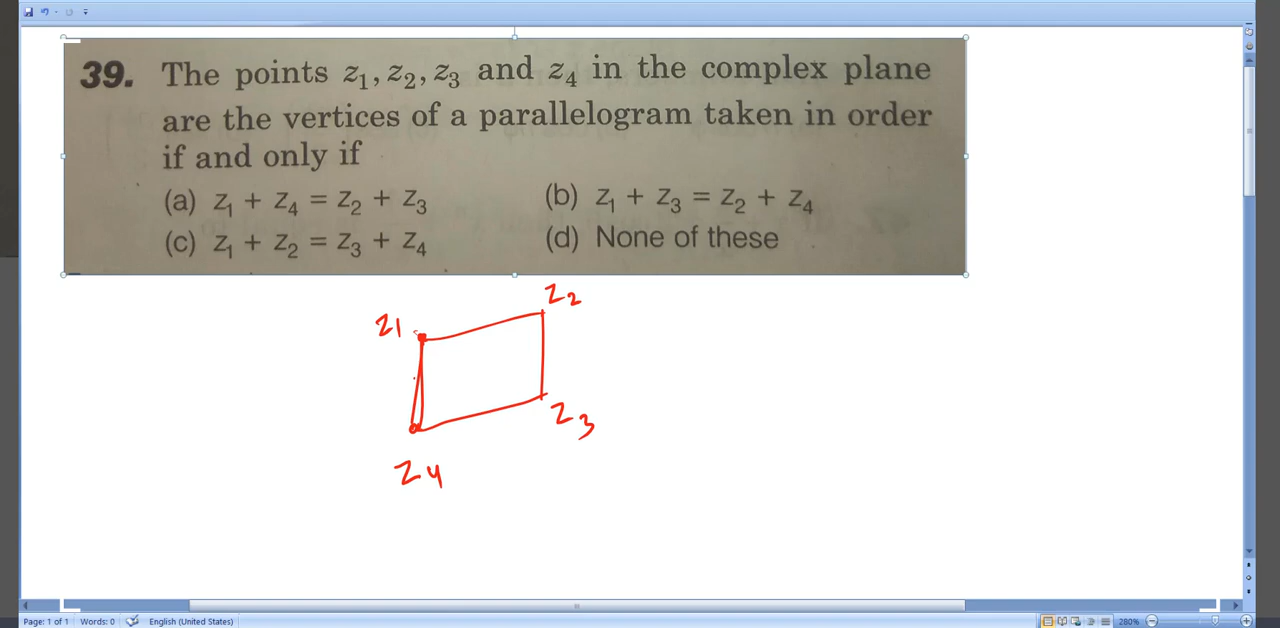 39. The points z₁, z₂, z₃ and z₄ in the complex plane
are the vertices of a parallelogram taken in order
if and only if
(a) z₁ + z₄ = z₂ + z₃ (b) z₁ + z₃ = z₂ + z₄
(c) z₁ + z₂ = z₃ + z₄ (d) None of these
z2
z1
z3
z4
Page: 1 of 1 Words: 0 English (United States) 280%